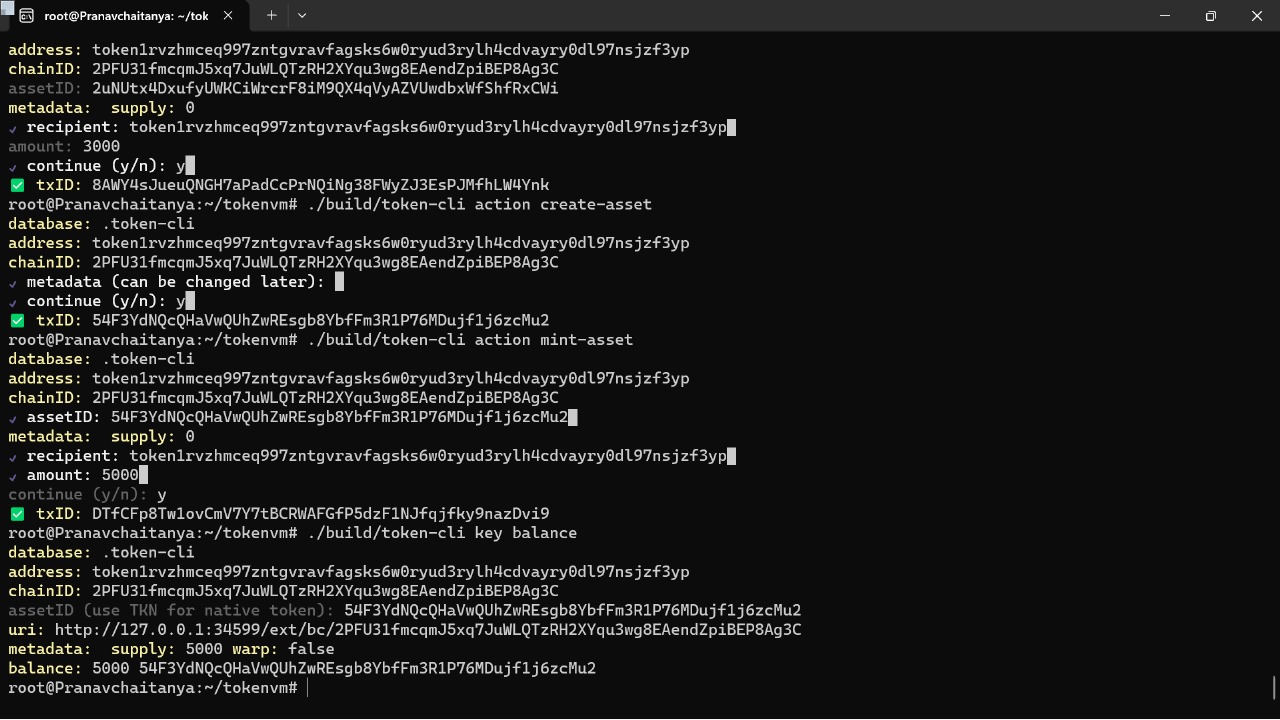 root@Pranavchaitanya: ~/tok
address: token1rvzhmceq997zntgvravfagsks6w0ryud3rylh4cdvayry0dl97nsjzf3yp
chainID: 2PFU31fmcqmJ5xq7JuWLQTzRH2XYqu3wg8EAendZpiBEP8Ag3C
assetID: 2uNUtx4DxufyUWKCiWrcrF8iM9QX4qVyAZVUwdbxWfShfRxCWi
metadata:  supply: 0
✔ recipient: token1rvzhmceq997zntgvravfagsks6w0ryud3rylh4cdvayry0dl97nsjzf3yp
amount: 3000
✔ continue (y/n): y
✅ txID: 8AWY4sJueuQNGH7aPadCcPrNQiNg38FWyZJ3EsPJMfhLW4Ynk
root@Pranavchaitanya:~/tokenvm# ./build/token-cli action create-asset
database: .token-cli
address: token1rvzhmceq997zntgvravfagsks6w0ryud3rylh4cdvayry0dl97nsjzf3yp
chainID: 2PFU31fmcqmJ5xq7JuWLQTzRH2XYqu3wg8EAendZpiBEP8Ag3C
✔ metadata (can be changed later):
✔ continue (y/n): y
✅ txID: 54F3YdNQcQHaVwQUhZwREsgb8YbfFm3R1P76MDujf1j6zcMu2
root@Pranavchaitanya:~/tokenvm# ./build/token-cli action mint-asset
database: .token-cli
address: token1rvzhmceq997zntgvravfagsks6w0ryud3rylh4cdvayry0dl97nsjzf3yp
chainID: 2PFU31fmcqmJ5xq7JuWLQTzRH2XYqu3wg8EAendZpiBEP8Ag3C
✔ assetID: 54F3YdNQcQHaVwQUhZwREsgb8YbfFm3R1P76MDujf1j6zcMu2
metadata:  supply: 0
✔ recipient: token1rvzhmceq997zntgvravfagsks6w0ryud3rylh4cdvayry0dl97nsjzf3yp
✔ amount: 5000
continue (y/n): y
✅ txID: DTfCFp8Tw1ovCmV7Y7tBCRWAFGfP5dzF1NJfqjfky9nazDvi9
root@Pranavchaitanya:~/tokenvm# ./build/token-cli key balance
database: .token-cli
address: token1rvzhmceq997zntgvravfagsks6w0ryud3rylh4cdvayry0dl97nsjzf3yp
chainID: 2PFU31fmcqmJ5xq7JuWLQTzRH2XYqu3wg8EAendZpiBEP8Ag3C
assetID (use TKN for native token): 54F3YdNQcQHaVwQUhZwREsgb8YbfFm3R1P76MDujf1j6zcMu2
uri: http://127.0.0.1:34599/ext/bc/2PFU31fmcqmJ5xq7JuWLQTzRH2XYqu3wg8EAendZpiBEP8Ag3C
metadata:  supply: 5000 warp: false
balance: 5000 54F3YdNQcQHaVwQUhZwREsgb8YbfFm3R1P76MDujf1j6zcMu2
root@Pranavchaitanya:~/tokenvm#